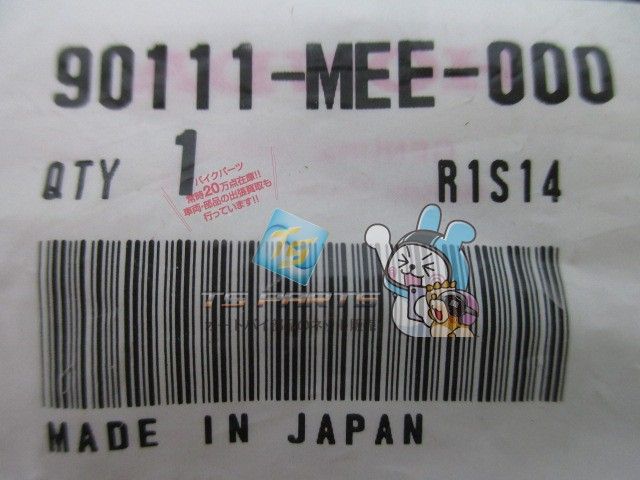 90111-MEE-000
QTY 1
R1S14
バイクパーツ
常時20万点在庫!!
車両・部品の出張買取も
行っています!!
TS
TS PARTS
MADE IN JAPAN